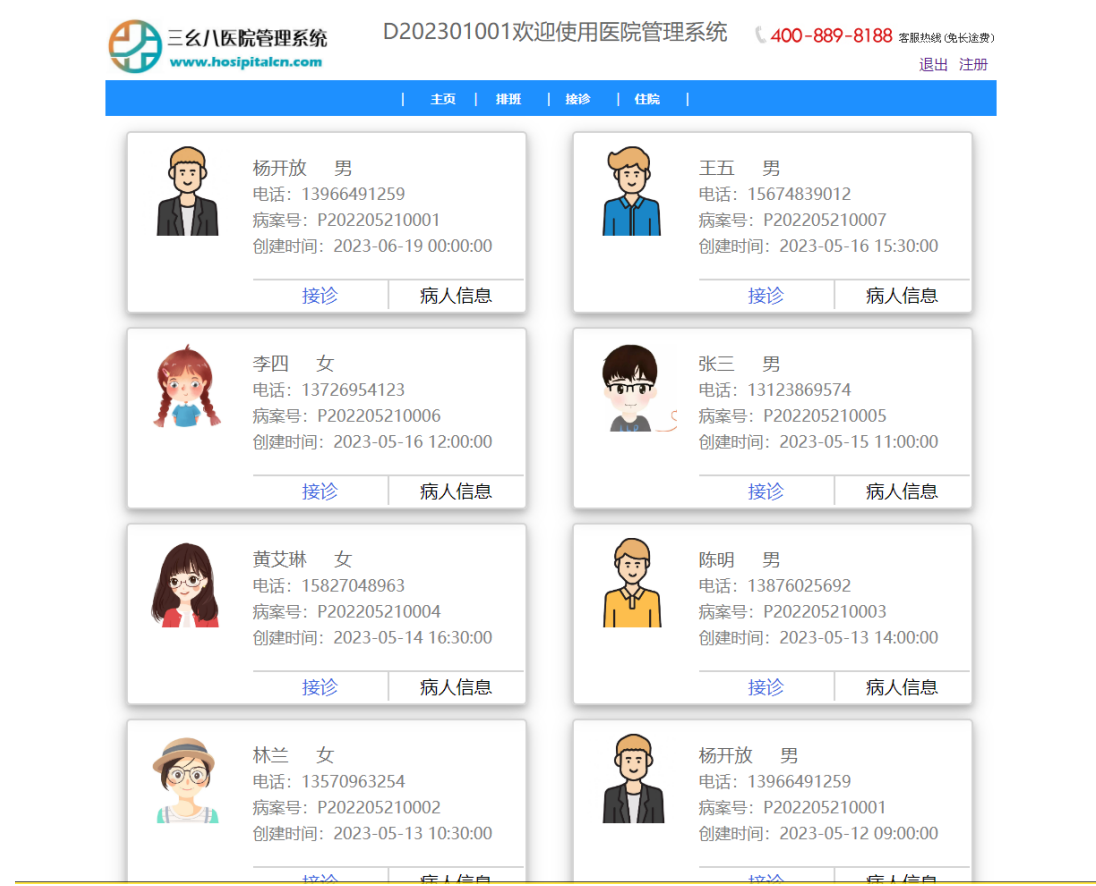 三幺八医院管理系统
www.hosipitalcn.com
D202301001欢迎使用医院管理系统
400-889-8188 客服热线(免长途费)
退出 注册
| 主页 | 排班 | 接诊 | 住院 |
杨开放 男
电话：13966491259
病案号：P202205210001
创建时间：2023-06-19 00:00:00
接诊 病人信息
王五 男
电话：15674839012
病案号：P202205210007
创建时间：2023-05-16 15:30:00
接诊 病人信息
李四 女
电话：13726954123
病案号：P202205210006
创建时间：2023-05-16 12:00:00
接诊 病人信息
张三 男
电话：13123869574
病案号：P202205210005
创建时间：2023-05-15 11:00:00
接诊 病人信息
黄艾琳 女
电话：15827048963
病案号：P202205210004
创建时间：2023-05-14 16:30:00
接诊 病人信息
陈明 男
电话：13876025692
病案号：P202205210003
创建时间：2023-05-13 14:00:00
接诊 病人信息
林兰 女
电话：13570963254
病案号：P202205210002
创建时间：2023-05-13 10:30:00
接诊 病人信息
杨开放 男
电话：13966491259
病案号：P202205210001
创建时间：2023-05-12 09:00:00
接诊 病人信息